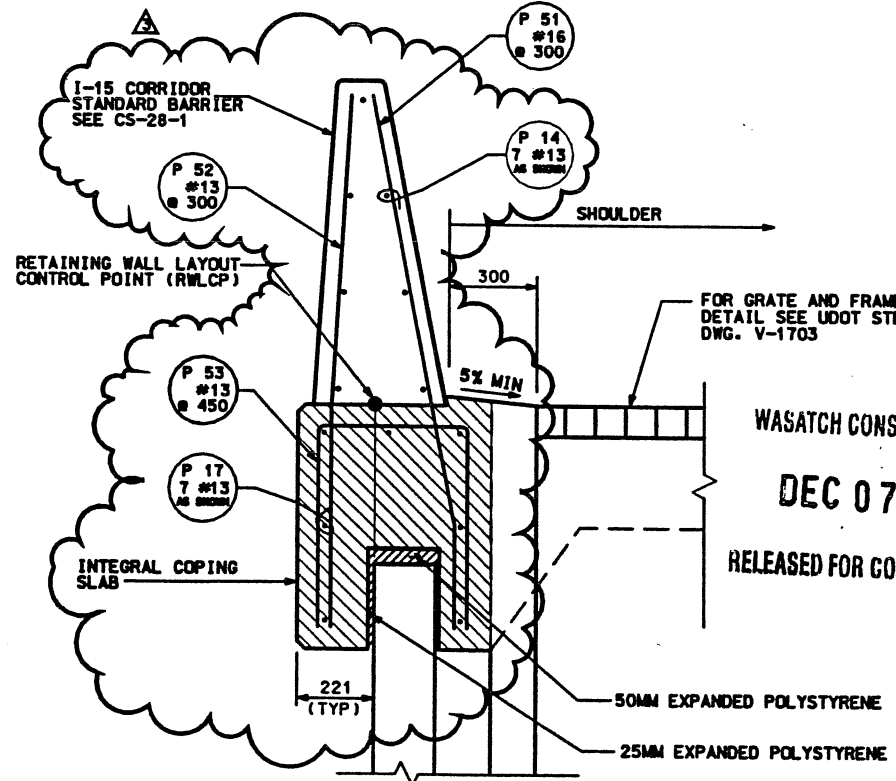 3
P 51
#16
@ 300
I-15 CORRIDOR
STANDARD BARRIER
SEE CS-28-1
P 14
7 #13
AS SHOWN
P 52
#13
@ 300
SHOULDER
RETAINING WALL LAYOUT
CONTROL POINT (RWLCP)
300
FOR GRATE AND FRAM
DETAIL SEE UDOT ST
DWG. V-1703
5% MIN
P 53
#13
@ 450
WASATCH CONS
P 17
7 #13
AS SHOWN
DEC 07
RELEASED FOR CO
INTEGRAL COPING
SLAB
221
(TYP)
50MM EXPANDED POLYSTYRENE
25MM EXPANDED POLYSTYRENE